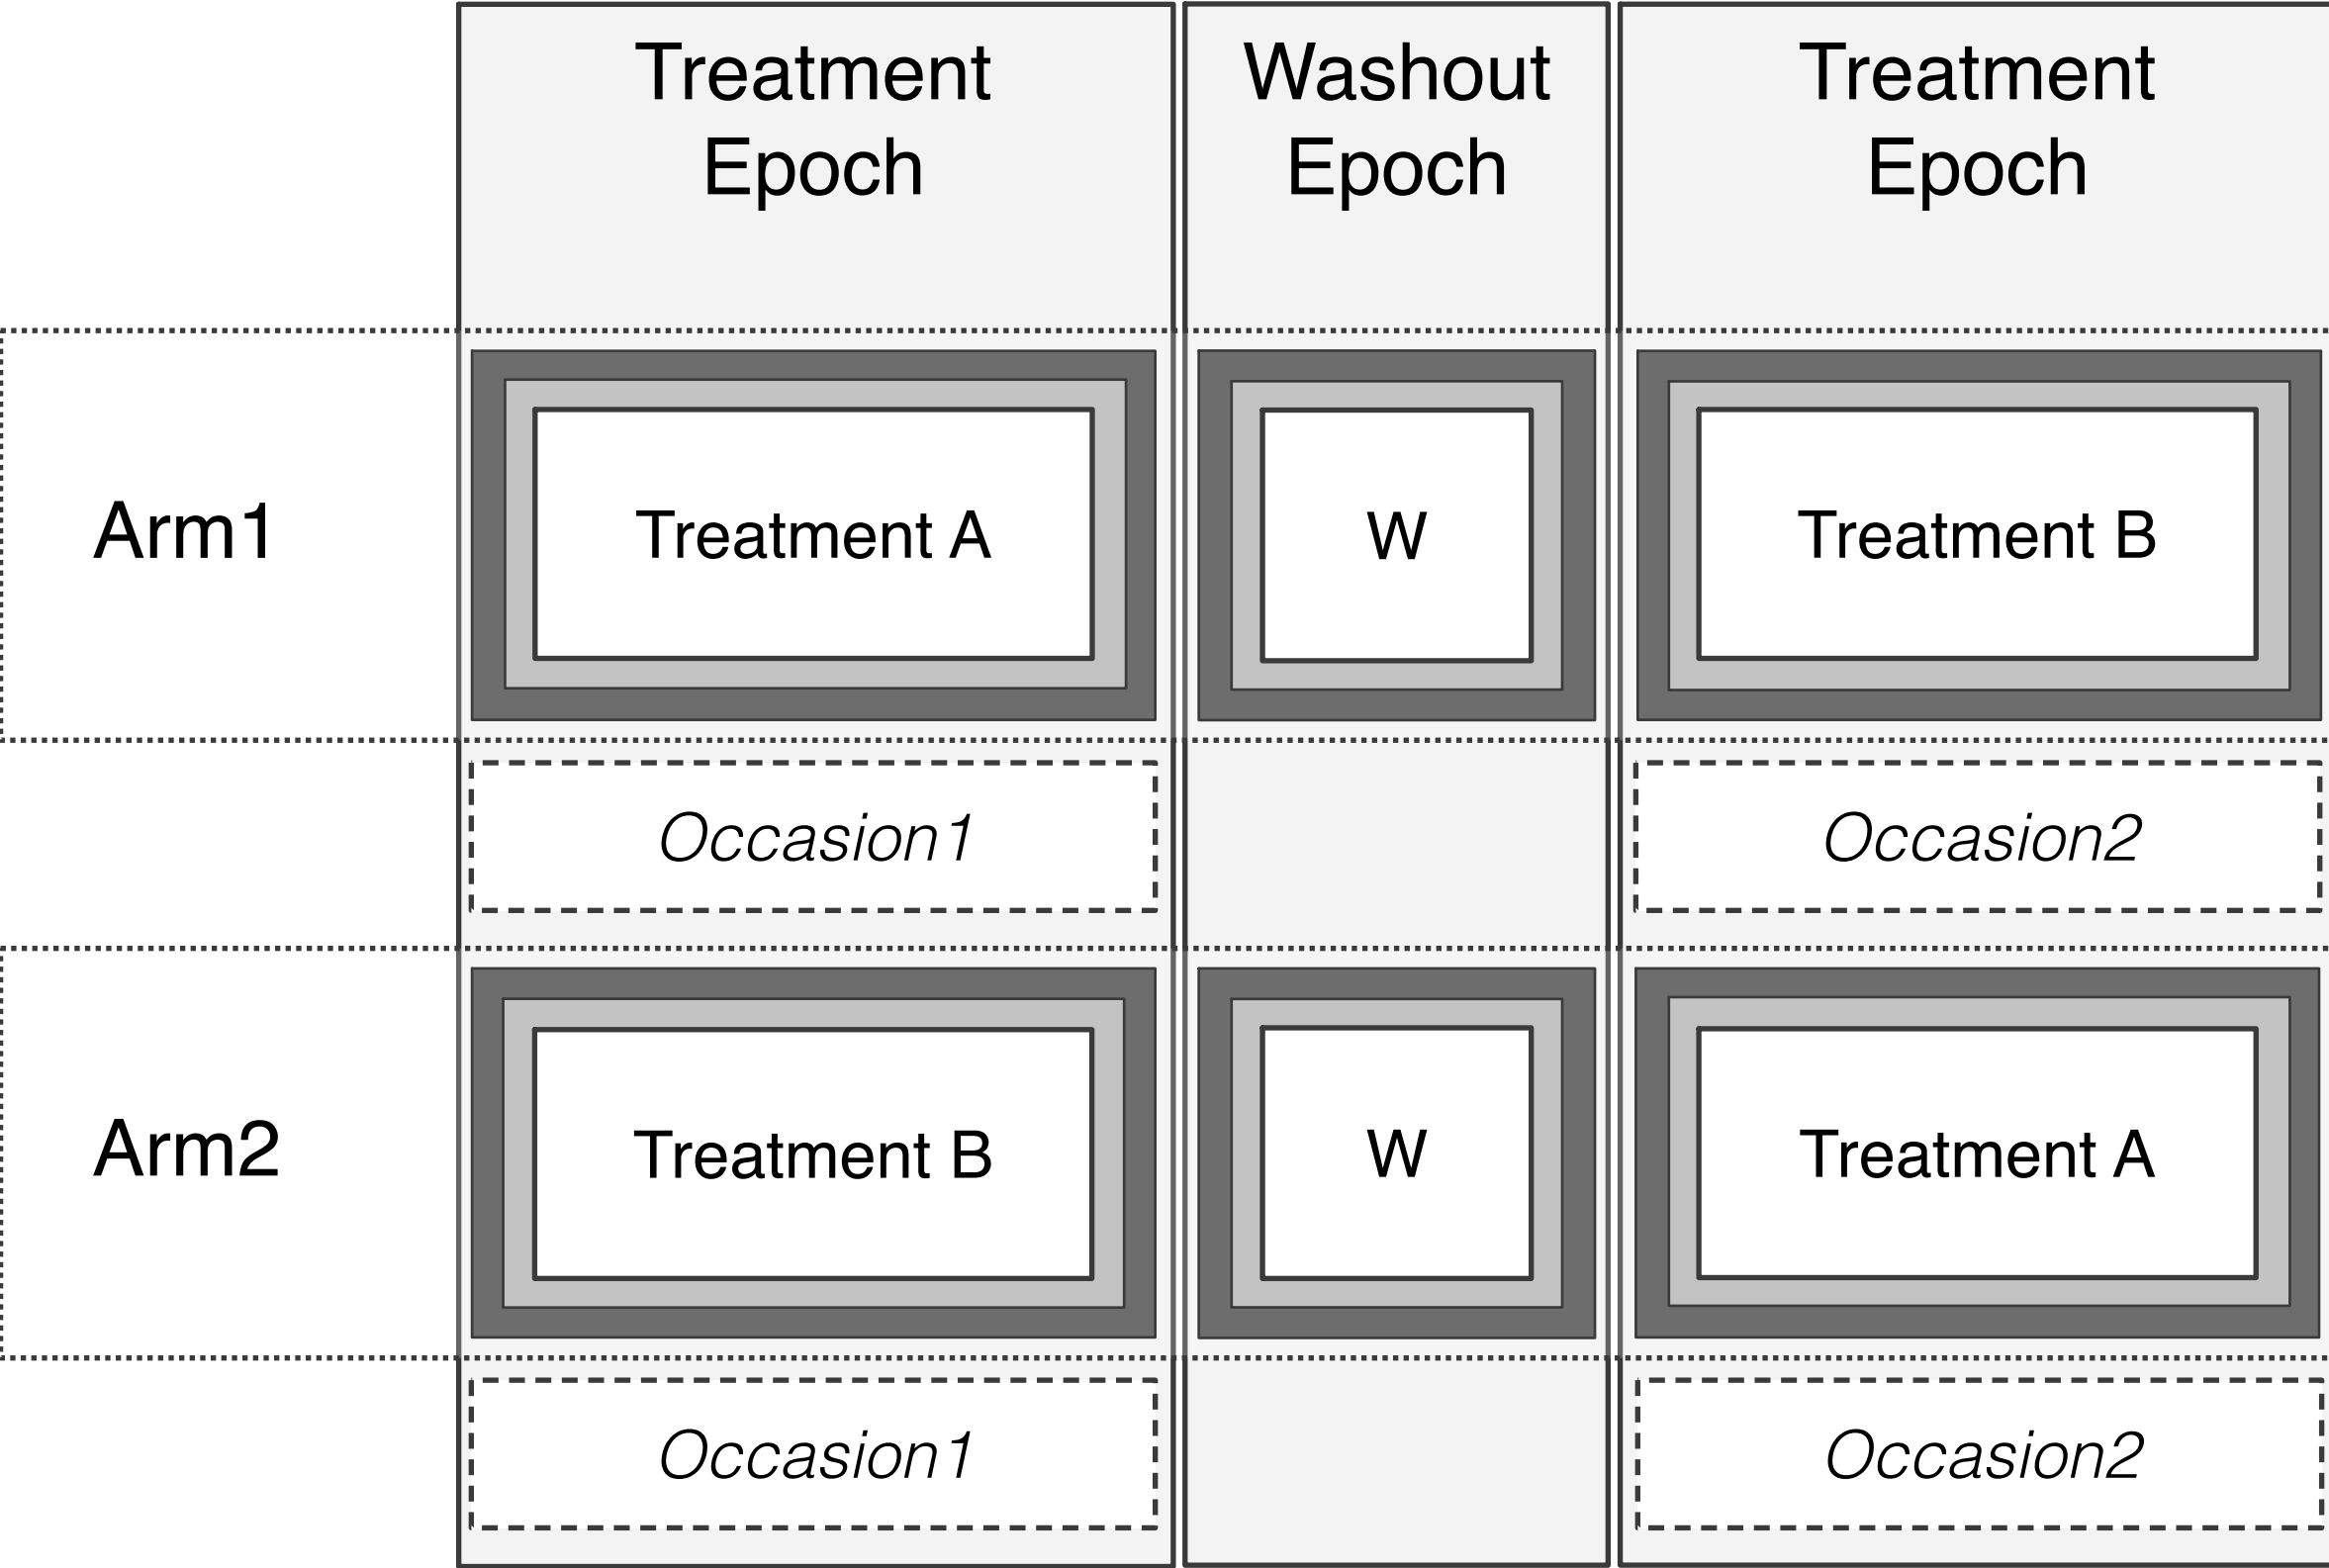 Treatment
Epoch
Washout
Epoch
Treatment
Epoch
Arm1
Treatment A
W
Treatment B
Occasion1
Occasion2
Arm2
Treatment B
W
Treatment A
Occasion1
Occasion2